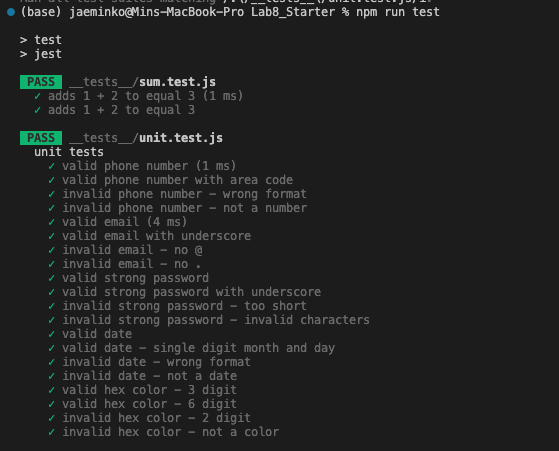 Ran all test suites matching /.\/__tests__\/unit.test.js/i.
(base) jaeminko@Mins-MacBook-Pro Lab8_Starter % npm run test
> test
> jest
PASS __tests__/sum.test.js
✓ adds 1 + 2 to equal 3 (1 ms)
✓ adds 1 + 2 to equal 3
PASS __tests__/unit.test.js
unit tests
✓ valid phone number (1 ms)
✓ valid phone number with area code
✓ invalid phone number - wrong format
✓ invalid phone number - not a number
✓ valid email (4 ms)
✓ valid email with underscore
✓ invalid email - no @
✓ invalid email - no .
✓ valid strong password
✓ valid strong password with underscore
✓ invalid strong password - too short
✓ invalid strong password - invalid characters
✓ valid date
✓ valid date - single digit month and day
✓ invalid date - wrong format
✓ invalid date - not a date
✓ valid hex color - 3 digit
✓ valid hex color - 6 digit
✓ invalid hex color - 2 digit
✓ invalid hex color - not a color